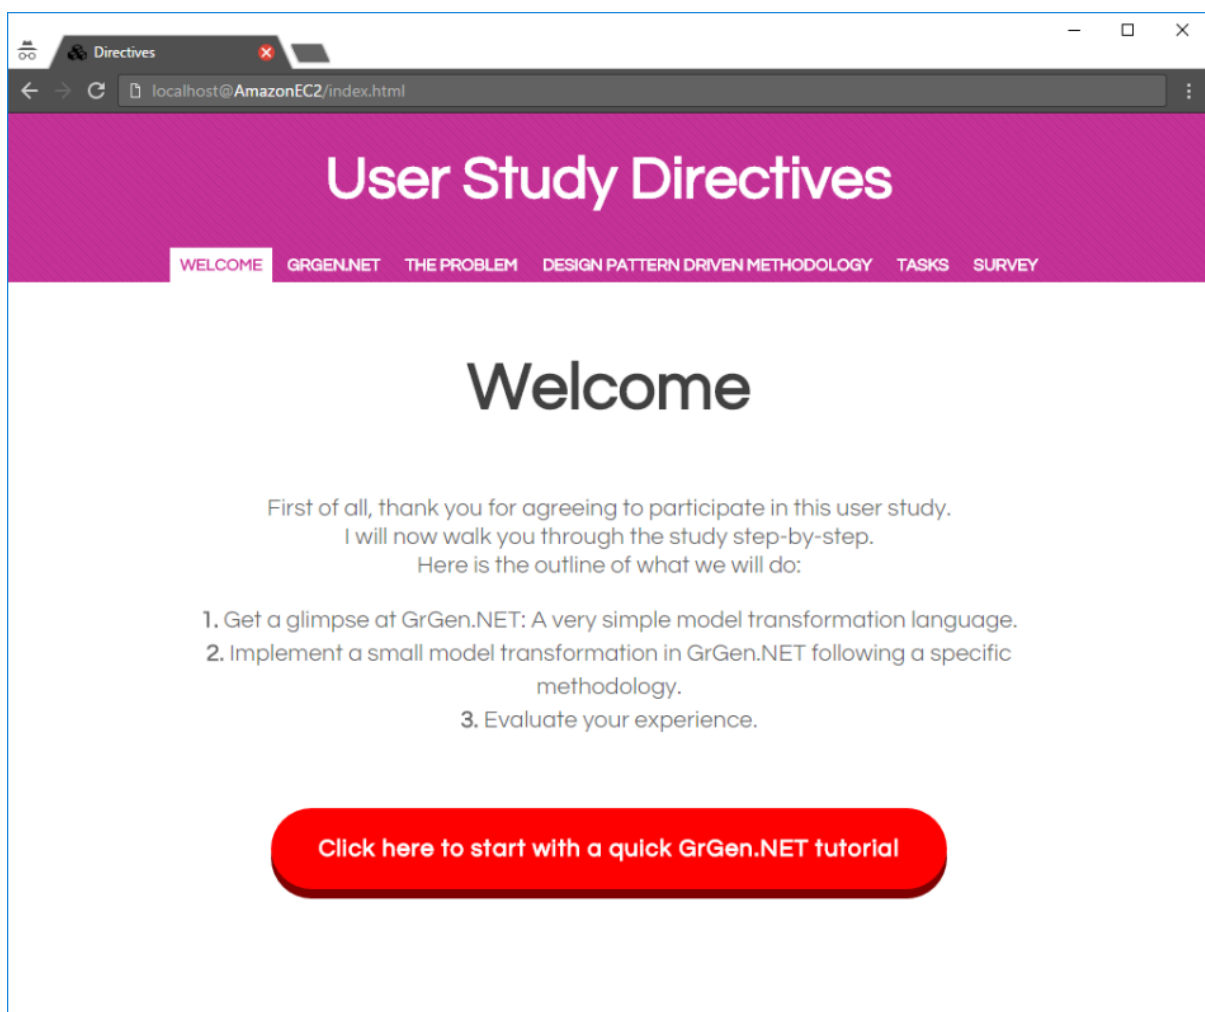 Directives
localhost@AmazonEC2/index.html
User Study Directives
WELCOME GRGEN.NET THE PROBLEM DESIGN PATTERN DRIVEN METHODOLOGY TASKS SURVEY
Welcome
First of all, thank you for agreeing to participate in this user study.
I will now walk you through the study step-by-step.
Here is the outline of what we will do:
1. Get a glimpse at GrGen.NET: A very simple model transformation language.
2. Implement a small model transformation in GrGen.NET following a specific
methodology.
3. Evaluate your experience.
Click here to start with a quick GrGen.NET tutorial